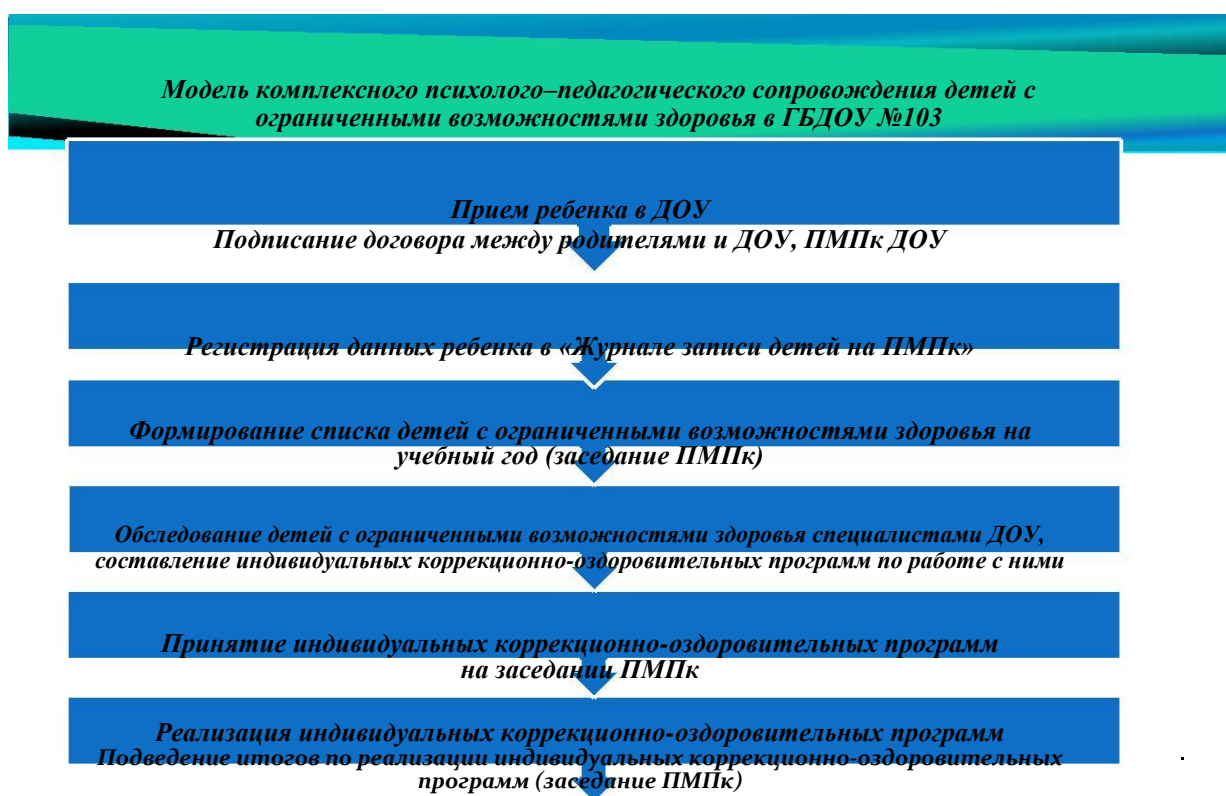 Модель комплексного психолого–педагогического сопровождения детей с
ограниченными возможностями здоровья в ГБДОУ №103
Прием ребенка в ДОУ
Подписание договора между родителями и ДОУ, ПМПк ДОУ
Регистрация данных ребенка в «Журнале записи детей на ПМПк»
Формирование списка детей с ограниченными возможностями здоровья на
учебный год (заседание ПМПк)
Обследование детей с ограниченными возможностями здоровья специалистами ДОУ,
составление индивидуальных коррекционно-оздоровительных программ по работе с ними
Принятие индивидуальных коррекционно-оздоровительных программ
на заседании ПМПк
Реализация индивидуальных коррекционно-оздоровительных программ
Подведение итогов по реализации индивидуальных коррекционно-оздоровительных
программ (заседание ПМПк)
.